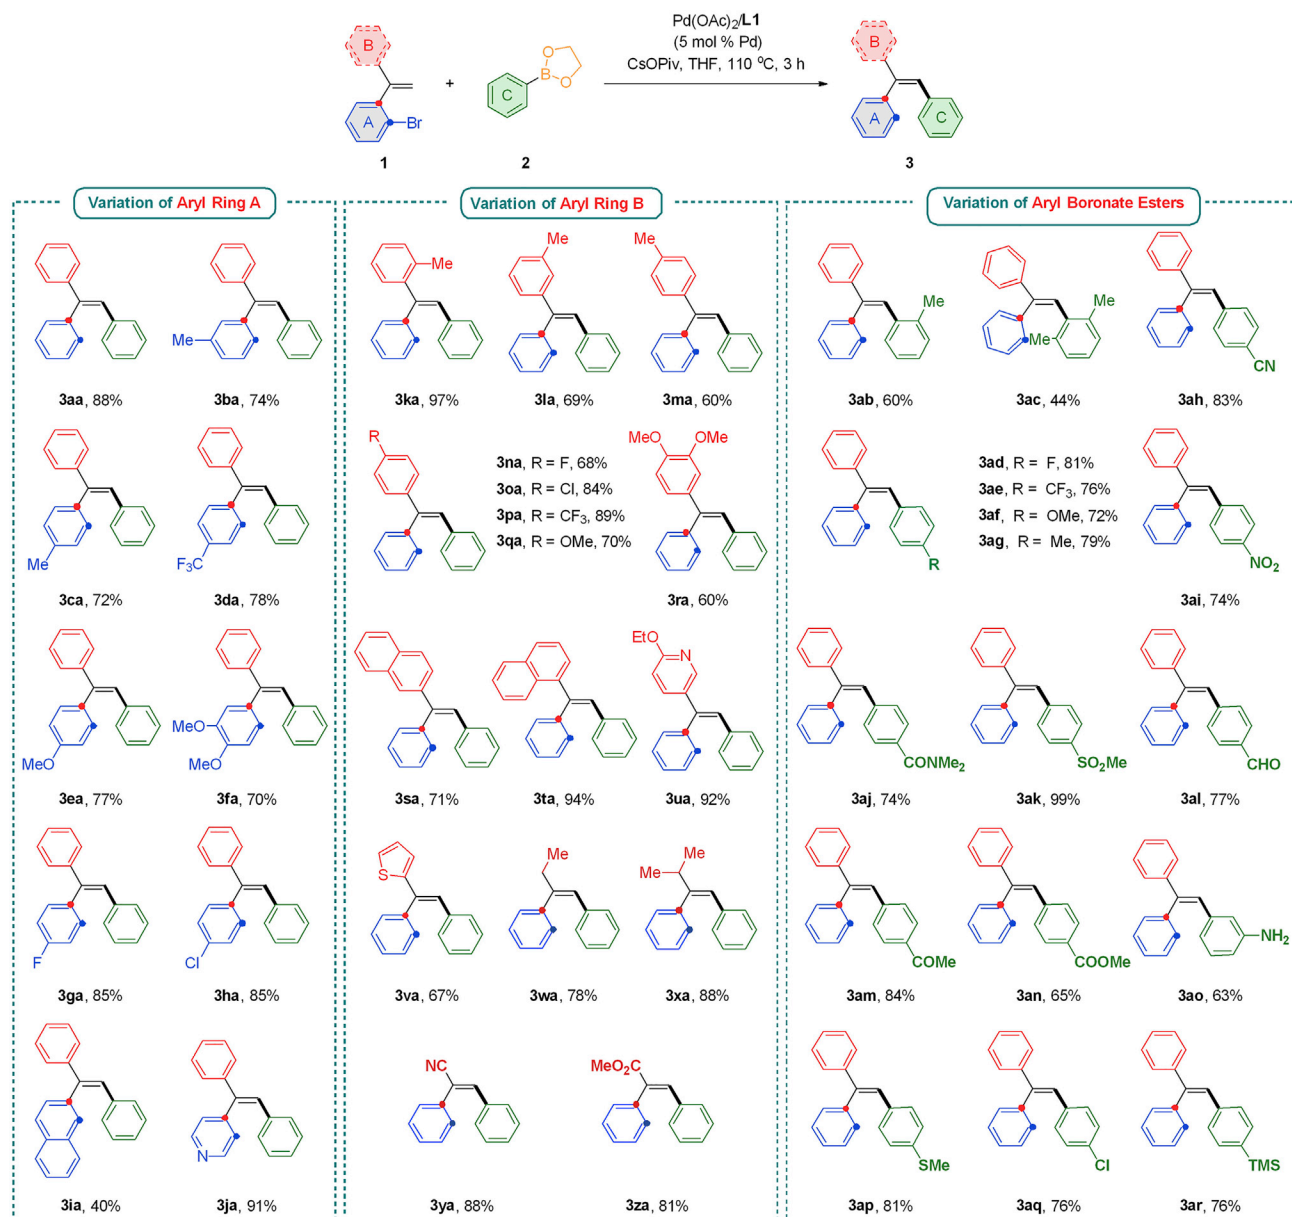 Pd(OAc)2/L1
(5 mol % Pd)
CsOPiv, THF, 110 °C, 3 h
B
A
Br
+
C
B
O
O
B
A
C
1
2
3
Variation of Aryl Ring A
Variation of Aryl Ring B
Variation of Aryl Boronate Esters
Me
3aa, 88%
3ba, 74%
Me
CF3
F3C
3ca, 72%
3da, 78%
MeO
MeO
MeO
3ea, 77%
3fa, 70%
F
Cl
3ga, 85%
3ha, 85%
N
3ia, 40%
3ja, 91%
Me
Me
Me
3ka, 97%
3la, 69%
3ma, 60%
R
3na, R = F, 68%
3oa, R = Cl, 84%
3pa, R = CF3, 89%
3qa, R = OMe, 70%
MeO
OMe
3ra, 60%
EtO
N
3sa, 71%
3ta, 94%
3ua, 92%
S
Me
Me
Me
3va, 67%
3wa, 78%
3xa, 88%
NC
MeO2C
3ya, 88%
3za, 81%
Me
Me
Me
CN
3ab, 60%
3ac, 44%
3ah, 83%
R
3ad, R = F, 81%
3ae, R = CF3, 76%
3af, R = OMe, 72%
3ag, R = Me, 79%
NO2
3ai, 74%
CONMe2
SO2Me
CHO
3aj, 74%
3ak, 99%
3al, 77%
COMe
COOMe
NH2
3am, 84%
3an, 65%
3ao, 63%
SMe
Cl
TMS
3ap, 81%
3aq, 76%
3ar, 76%